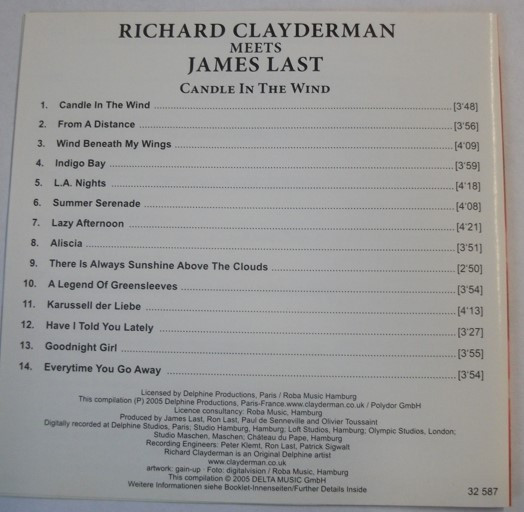 RICHARD CLAYDERMAN
MEETS
JAMES LAST
CANDLE IN THE WIND
1. Candle In The Wind [3'48]
2. From A Distance [3'56]
3. Wind Beneath My Wings [4'09]
4. Indigo Bay [3'59]
5. L.A. Nights [4'18]
6. Summer Serenade [4'08]
7. Lazy Afternoon [4'21]
8. Aliscia [3'51]
9. There Is Always Sunshine Above The Clouds [2'50]
10. A Legend Of Greensleeves [3'54]
11. Karussell der Liebe [4'13]
12. Have I Told You Lately [3'27]
13. Goodnight Girl [3'55]
14. Everytime You Go Away [3'54]
Licensed by Delphine Productions, Paris / Roba Music Hamburg
This compilation (P) 2005 Delphine Productions, Paris-France.www.clayderman.co.uk / Polydor GmbH
Licence consultancy: Roba Music, Hamburg
Produced by James Last, Ron Last, Paul de Senneville and Olivier Toussaint
Digitally recorded at Delphine Studios, Paris; Studio Hamburg, Hamburg; Loft Studios, Hamburg; Olympic Studios, London;
Studio Maschen, Maschen; Château du Pape, Hamburg
Recording Engineers: Peter Klemt, Ron Last, Patrick Sigwalt
Richard Clayderman is an Original Delphine artist
www.clayderman.co.uk
artwork: gain-up · Foto: digitalvision / Roba Music, Hamburg
This compilation © 2005 DELTA MUSIC GmbH
Weitere Informationen siehe Booklet-Innenseiten/Further Details Inside
32 587